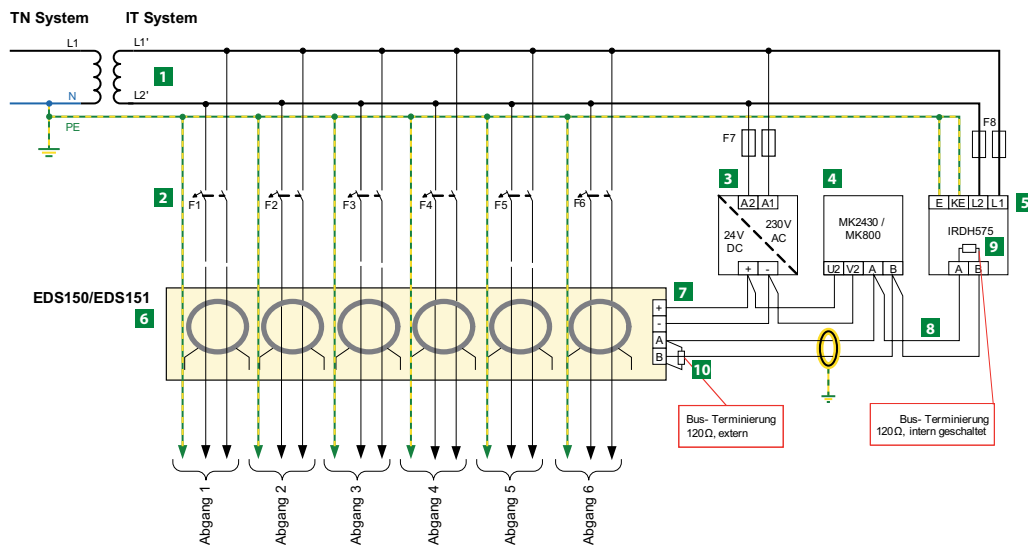 TN System
IT System
L1
L1'
1
N
L2'
PE
F8
F7
2
3
4
5
F1
F2
F3
F4
F5
F6
A2 A1
24V
DC
230V
AC
+ -
MK2430 /
MK800
U2 V2 A B
E KE L2 L1
IRDH575
9
A B
EDS150/EDS151
6
7
+
-
A
B
8
10
Bus- Terminierung
120Ω, extern
Bus- Terminierung
120Ω, intern geschaltet
Abgang 1
Abgang 2
Abgang 3
Abgang 4
Abgang 5
Abgang 6